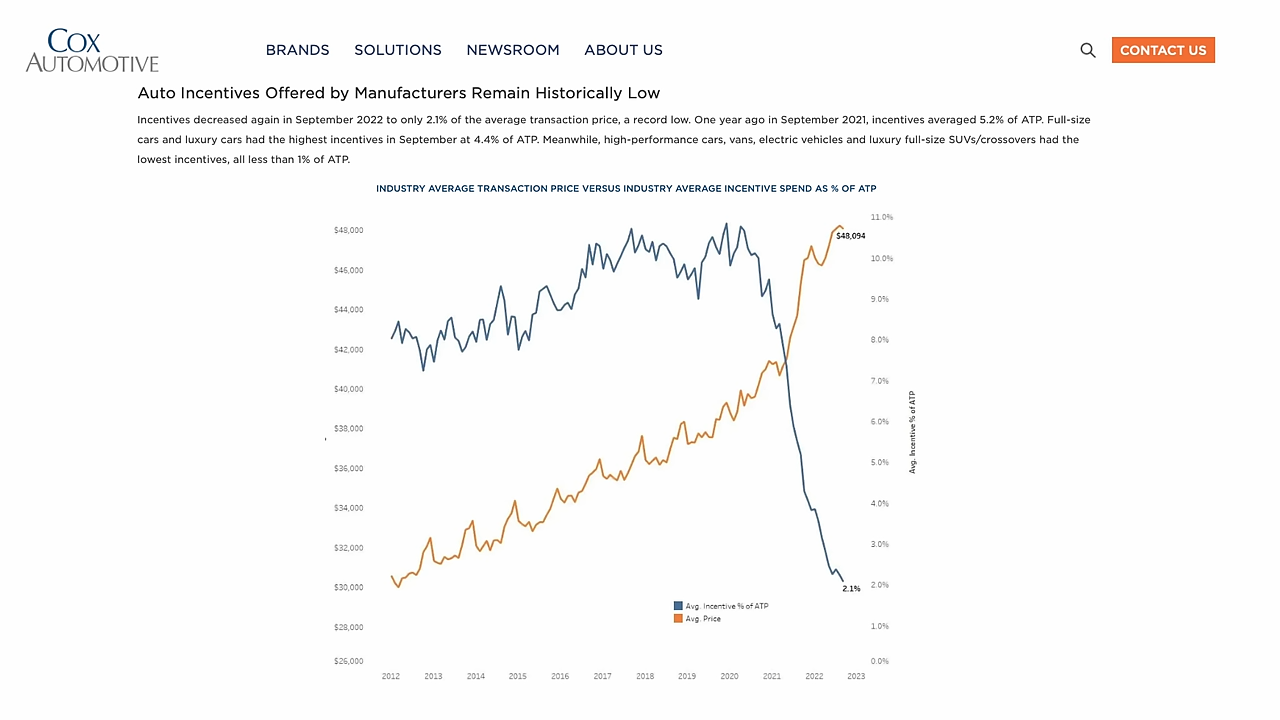 COX
AUTOMOTIVE
BRANDS SOLUTIONS NEWSROOM ABOUT US
CONTACT US
Auto Incentives Offered by Manufacturers Remain Historically Low
Incentives decreased again in September 2022 to only 2.1% of the average transaction price, a record low. One year ago in September 2021, incentives averaged 5.2% of ATP. Full-size
cars and luxury cars had the highest incentives in September at 4.4% of ATP. Meanwhile, high-performance cars, vans, electric vehicles and luxury full-size SUVs/crossovers had the
lowest incentives, all less than 1% of ATP.
INDUSTRY AVERAGE TRANSACTION PRICE VERSUS INDUSTRY AVERAGE INCENTIVE SPEND AS % OF ATP
$48,000
$46,000
$44,000
$42,000
$40,000
$38,000
$36,000
$34,000
$32,000
$30,000
$28,000
$26,000
$48,094
2.1%
11.0%
10.0%
9.0%
8.0%
7.0%
6.0%
5.0%
4.0%
3.0%
2.0%
1.0%
0.0%
Avg. Incentive % of ATP
Avg. Incentive % of ATP
Avg. Price
2012 2013 2014 2015 2016 2017 2018 2019 2020 2021 2022 2023